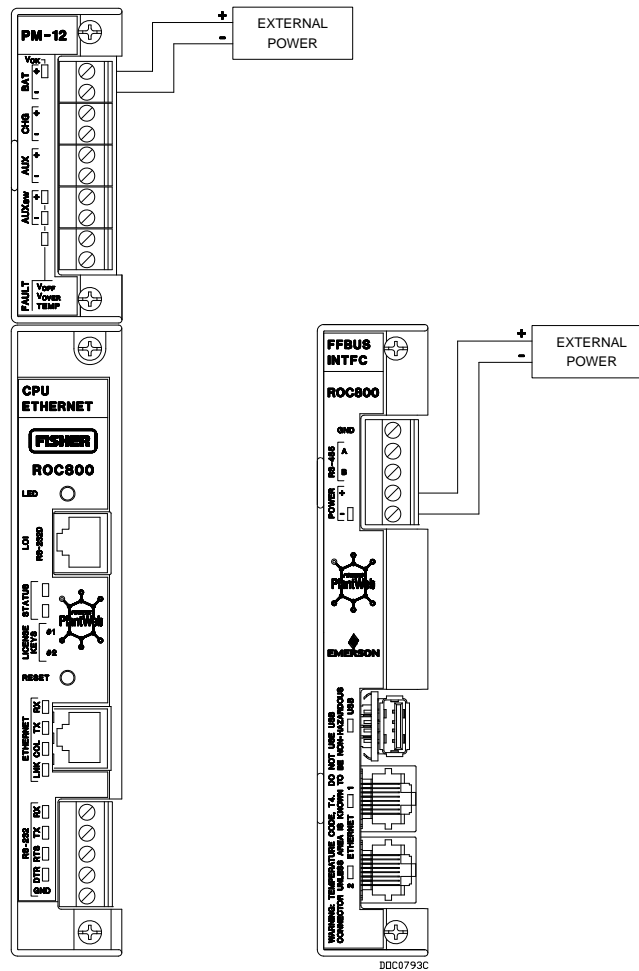 PM-12
+
-
EXTERNAL
POWER
VOK
BAT
+
-
CHG
+
-
AUX
+
-
AUXSW
+
-
FAULT
VOFF
VOVER
TEMP
CPU
ETHERNET
FISHER
ROC800
LED
LOI
RS-232D
STATUS
PlantWeb
LICENSE
KEYS
#1
#2
RESET
ETHERNET
RX
TX
COL
LNK
RS-232
RX
TX
RTS
DTR
GND
FFBUS
INTFC
ROC800
+
-
EXTERNAL
POWER
GND
RS-485
A
B
POWER
+
-
PlantWeb
EMERSON
WARNING: TEMPERATURE CODE, T4. DO NOT USE USB
CONNECTOR UNLESS AREA IS KNOWN TO BE NON-HAZARDOUS
USB
2 ETHERNET 1
DOC0793C